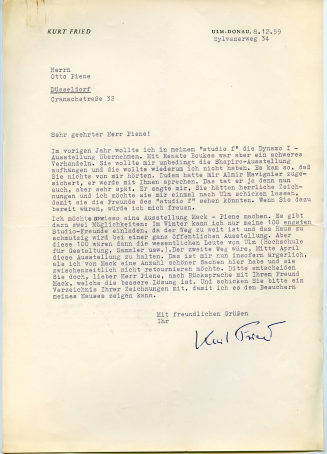 KURT FRIED
ULM-DONAU, 8.12.59
Sylvanerweg 34
Herrn
Otto Piene
Düsseldorf
Cranachstraße 32
Sehr geehrter Herr Piene!
Im vorigen Jahr wollte ich in meinem "studio f" die Dynamo I -
Ausstellung übernehmen. Mit Renate Boukes war aber ein schweres
Verhandeln. Sie wollte mir unbedingt die Shapiro-Ausstellung
aufhängen und die wollte wiederum ich nicht haben. Es kam so, daß
Sie nichts von mir hörten. Zudem hatte mir Almir Mavignier zuge-
sichert, er werde mit Ihnen sprechen. Das tat er ja denn nun
auch, aber sehr spät. Er sagte mir, Sie hätten herrliche Zeich-
nungen und ich möchte sie mir einmal nach Ulm schicken lassen,
damit sie die Freunde des "studio f" sehen könnten. Wenn Sie dazu
bereit wären, würde ich mich freuen.
Ich möchte sowieso eine Ausstellung Mack - Piene machen. Es gibt
dann zwei Möglichkeiten: Im Winter kann ich nur meine 100 engsten
Studio-Freunde einladen, da der Weg zu weit ist und das Haus zu
schmutzig wird bei einer ganz öffentlichen Ausstellung. Aber
diese 100 wären dann die wesentlichen Leute von Ulm (Hochschule
für Gestaltung, Sammler usw.). Der zweite Weg wäre, Mitte April
diese Ausstellung zu halten. Das ist mir nun insofern ärgerlich,
als ich von Mack eine Anzahl schöner Sachen hier habe und sie
zwischenzeitlich nicht retournieren möchte. Bitte entscheiden
Sie doch, lieber Herr Piene, nach Rücksprache mit Ihrem Freund
Mack, welche die bessere Lösung ist. Und schicken Sie bitte ein
Verzeichnis Ihrer Zeichnungen mit, damit ich es den Besuchern
meines Hauses zeigen kann.
Mit freundlichen Grüßen
Ihr
Kurt Fried